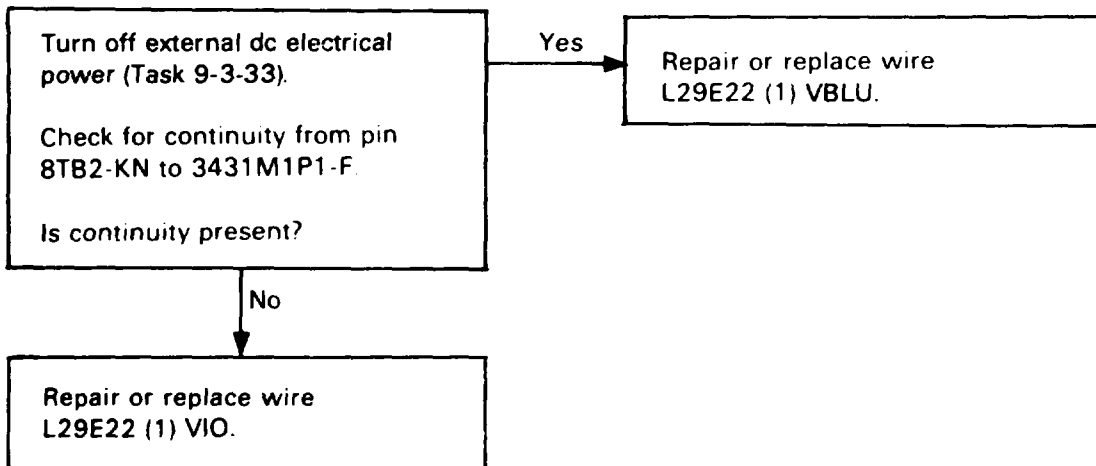 Turn off external dc electrical
power (Task 9-3-33).
Check for continuity from pin
8TB2-KN to 3431M1P1-F.
Is continuity present?
Yes
Repair or replace wire
L29E22 (1) VBLU.
No
Repair or replace wire
L29E22 (1) VIO.